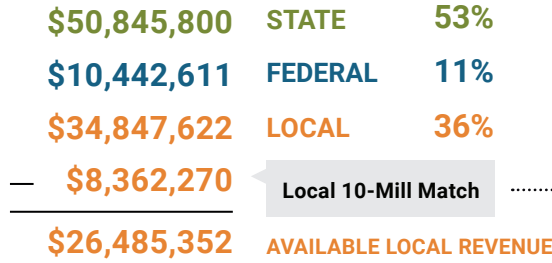 $50,845,800 STATE 53%
$10,442,611 FEDERAL 11%
$34,847,622 LOCAL 36%
— $8,362,270 Local 10-Mill Match
$26,485,352 AVAILABLE LOCAL REVENUE